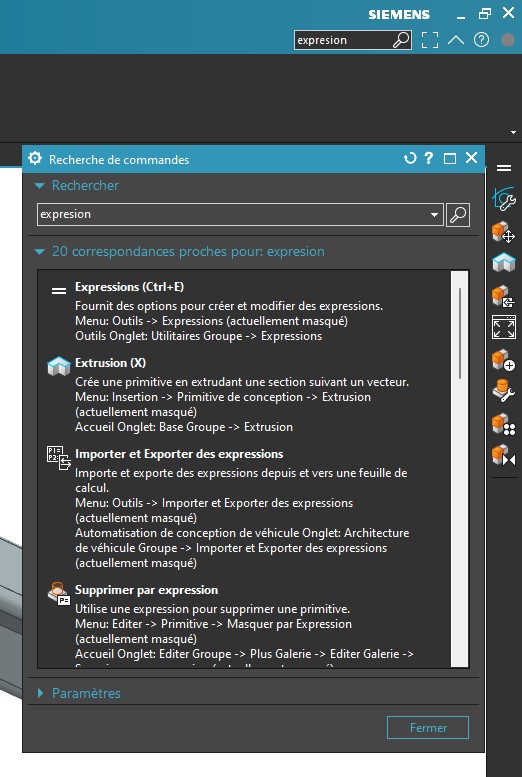 SIEMENS
expresion
Recherche de commandes
Rechercher
expresion
20 correspondances proches pour: expresion
Expressions (Ctrl+E)
Fournit des options pour créer et modifier des expressions.
Menu: Outils -> Expressions (actuellement masqué)
Outils Onglet: Utilitaires Groupe -> Expressions
Extrusion (X)
Crée une primitive en extrudant une section suivant un vecteur.
Menu: Insertion -> Primitive de conception -> Extrusion
(actuellement masqué)
Accueil Onglet: Base Groupe -> Extrusion
P1=
P2=
Importer et Exporter des expressions
Importe et exporte des expressions depuis et vers une feuille de
calcul.
Menu: Outils -> Importer et Exporter des expressions
(actuellement masqué)
Automatisation de conception de véhicule Onglet: Architecture
de véhicule Groupe -> Importer et Exporter des expressions
(actuellement masqué)
P=
Supprimer par expression
Utilise une expression pour supprimer une primitive.
Menu: Editer -> Primitive -> Masquer par Expression
(actuellement masqué)
Accueil Onglet: Editer Groupe -> Plus Galerie -> Editer Galerie ->
Paramètres
Fermer